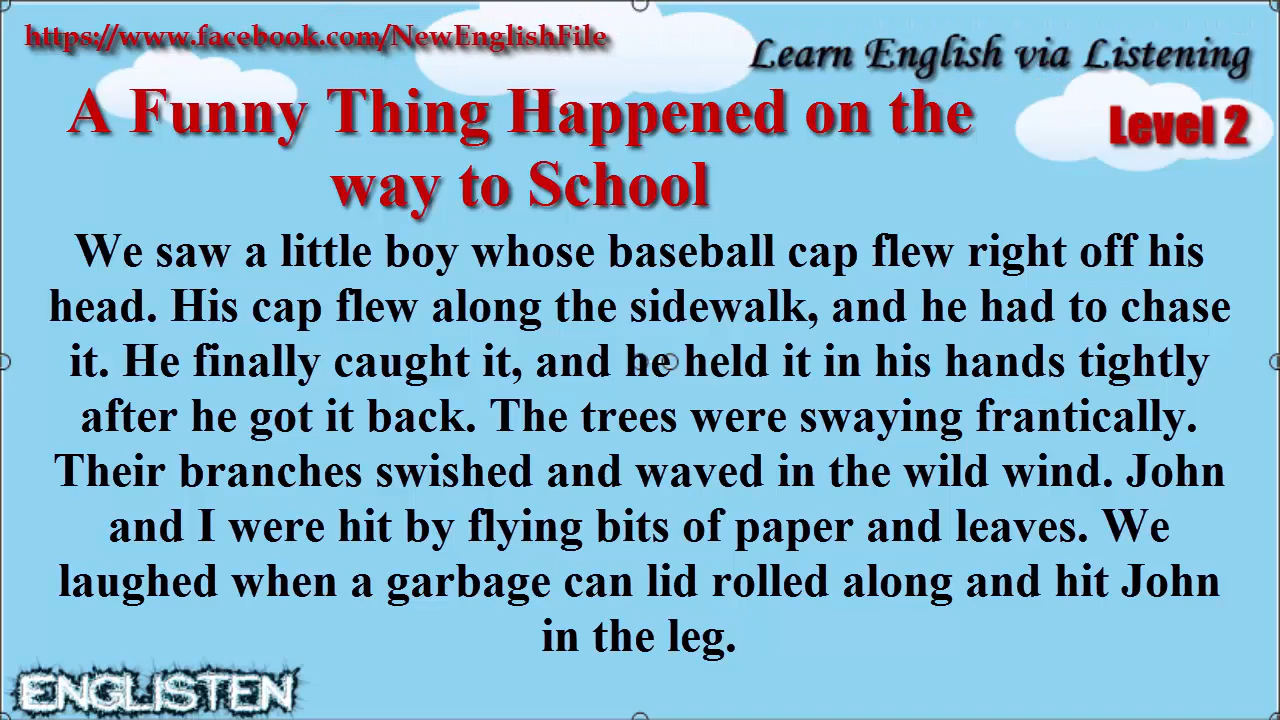 https://www.facebook.com/NewEnglishFile
Learn English via Listening
A Funny Thing Happened on the
way to School
Level 2
We saw a little boy whose baseball cap flew right off his
head. His cap flew along the sidewalk, and he had to chase
it. He finally caught it, and he held it in his hands tightly
after he got it back. The trees were swaying frantically.
Their branches swished and waved in the wild wind. John
and I were hit by flying bits of paper and leaves. We
laughed when a garbage can lid rolled along and hit John
in the leg.
ENGLISTEN